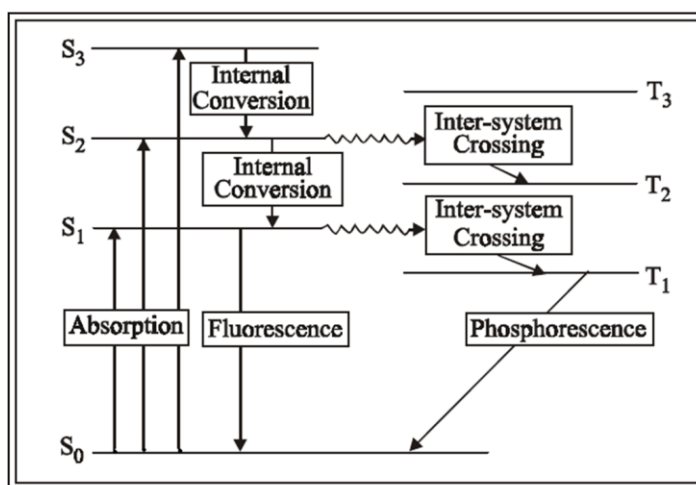 S₃
Internal
Conversion
T₃
S₂
Inter-system
Crossing
Internal
Conversion
T₂
S₁
Inter-system
Crossing
T₁
Absorption
Fluorescence
Phosphorescence
S₀